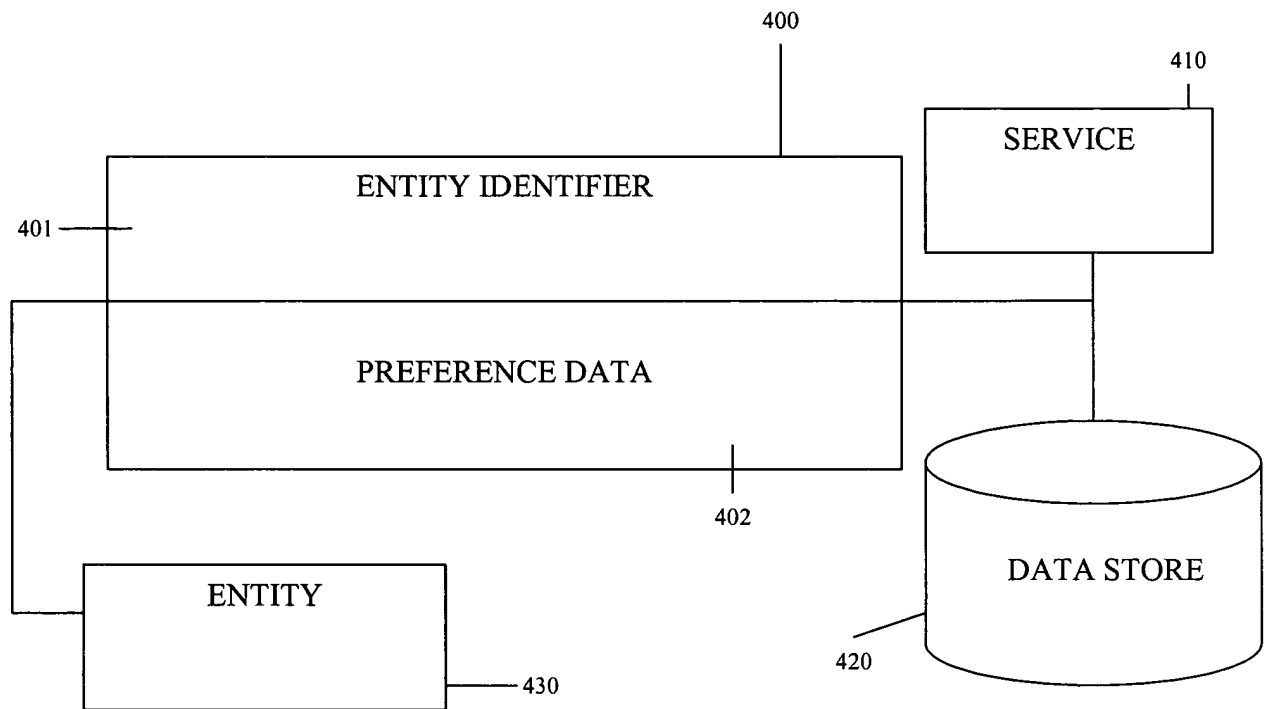 400
410
SERVICE
ENTITY IDENTIFIER
401
PREFERENCE DATA
402
DATA STORE
ENTITY
420
430